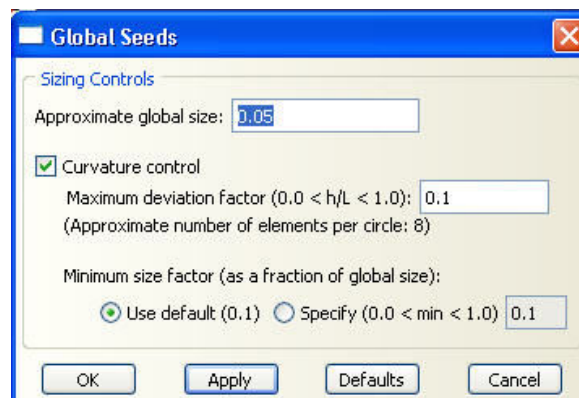 Global Seeds
Sizing Controls
Approximate global size: 0.05
Curvature control
Maximum deviation factor (0.0 < h/L < 1.0): 0.1
(Approximate number of elements per circle: 8)
Minimum size factor (as a fraction of global size):
Use default (0.1) Specify (0.0 < min < 1.0) 0.1
OK Apply Defaults Cancel